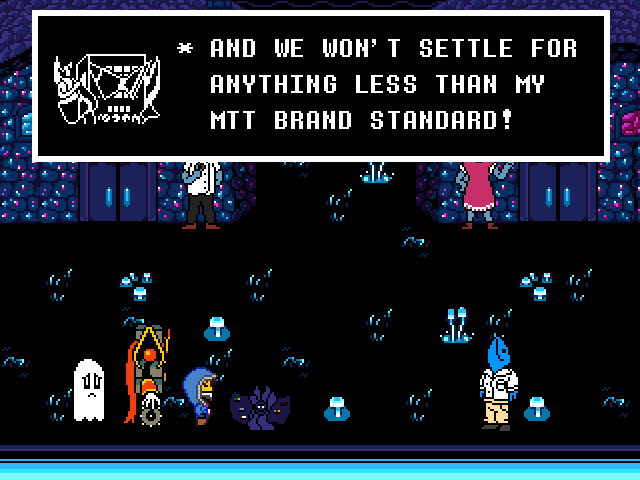 * AND WE WON'T SETTLE FOR
ANYTHING LESS THAN MY
MTT BRAND STANDARD!